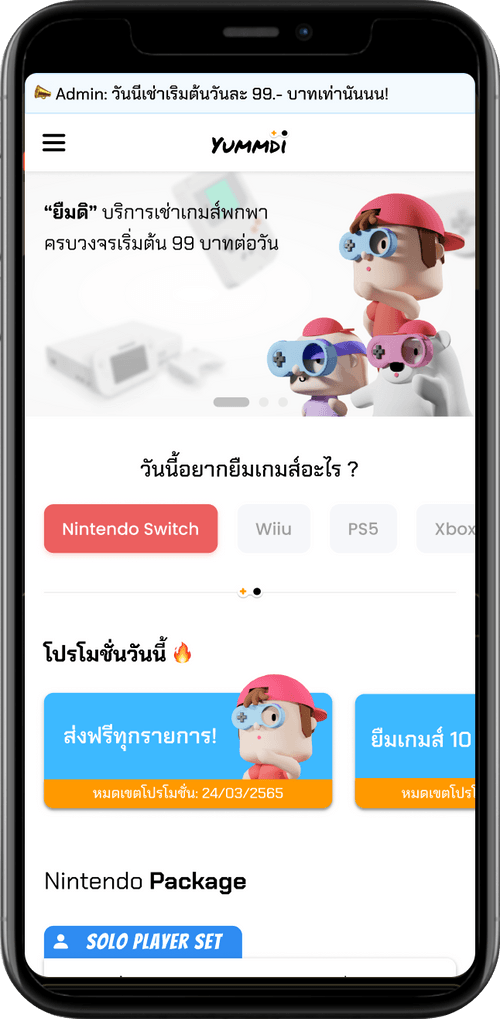 Admin: วันนี้เช่าเริ่มต้นวันละ 99.- บาทเท่านั้นนน!
YUMMDI
“ยืมดิ” บริการเช่าเกมส์พกพา
ครบวงจรเริ่มต้น 99 บาทต่อวัน
วันนี้อยากยืมเกมส์อะไร ?
Nintendo Switch
Wiiu
PS5
Xbox
โปรโมชั่นวันนี้
ส่งฟรีทุกรายการ!
ยืมเกมส์ 10
หมดเขตโปรโมชั่น: 24/03/2565
หมดเขตโปรโ
Nintendo Package
SOLO PLAYER SET